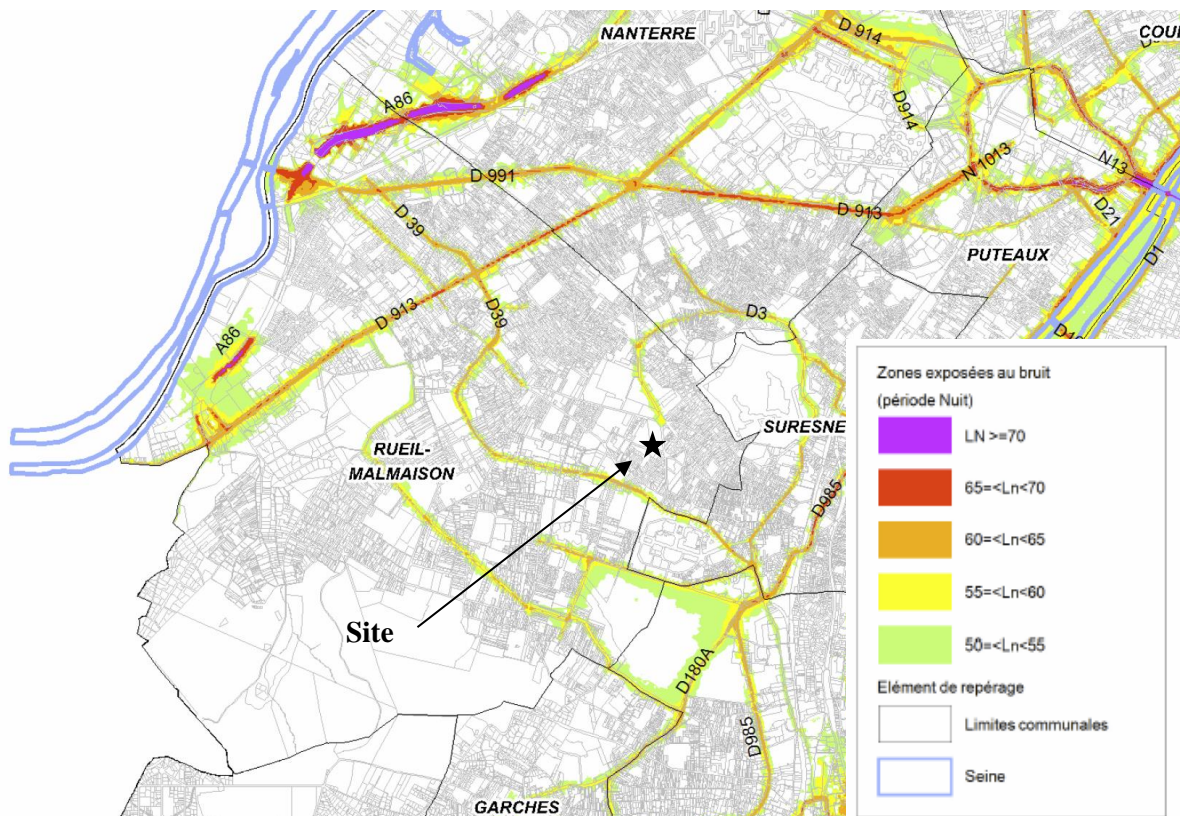 NANTERRE
D 914
COU
A86
D914
N13
D 991
N 1013
D 39
D 913
D21
PUTEAUX
D1
D 913
D39
D3
A86
SURESNE
RUEIL-
MALMAISON
D985
Site
D180A
D985
GARCHES
Zones exposées au bruit
(période Nuit)
LN >=70
65=<Ln<70
60=<Ln<65
55=<Ln<60
50=<Ln<55
Elément de repérage
Limites communales
Seine